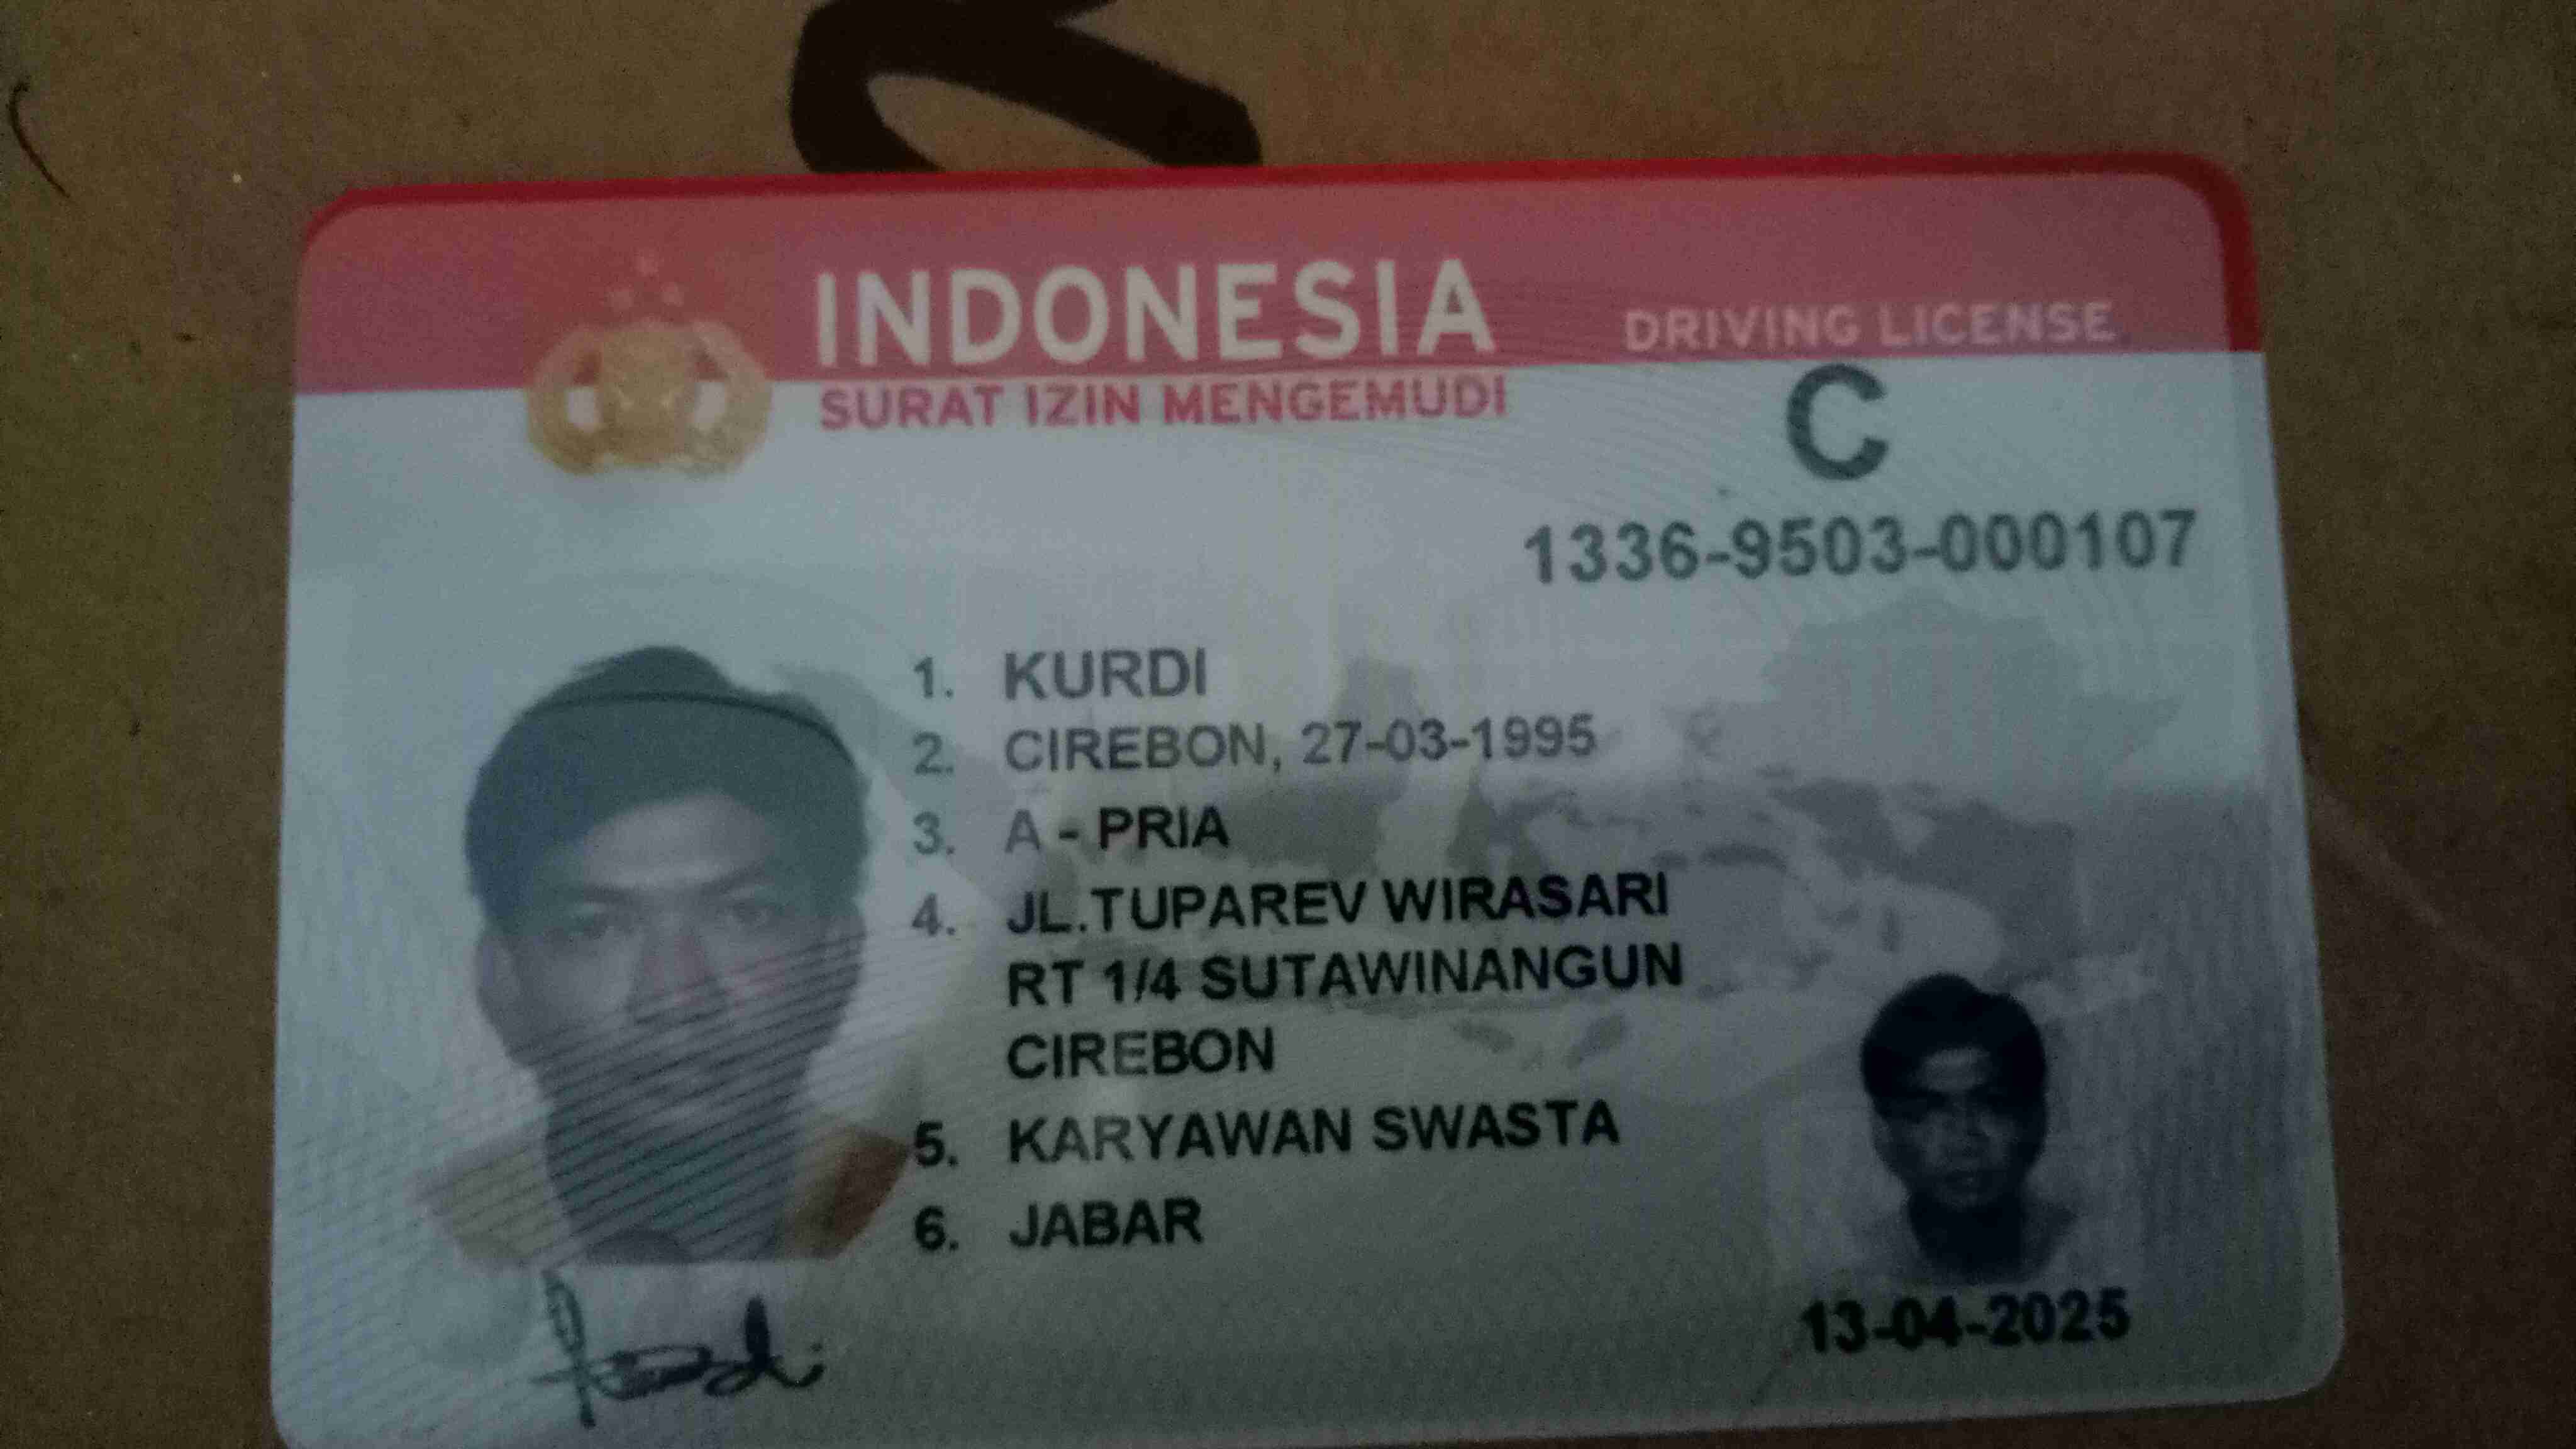 INDONESIA
DRIVING LICENSE
SURAT IZIN MENGEMUDI
C
1336-9503-000107
1. KURDI
2. CIREBON, 27-03-1995
3. A - PRIA
4. JL.TUPAREV WIRASARI
RT 1/4 SUTAWINANGUN
CIREBON
5. KARYAWAN SWASTA
6. JABAR
13-04-2025